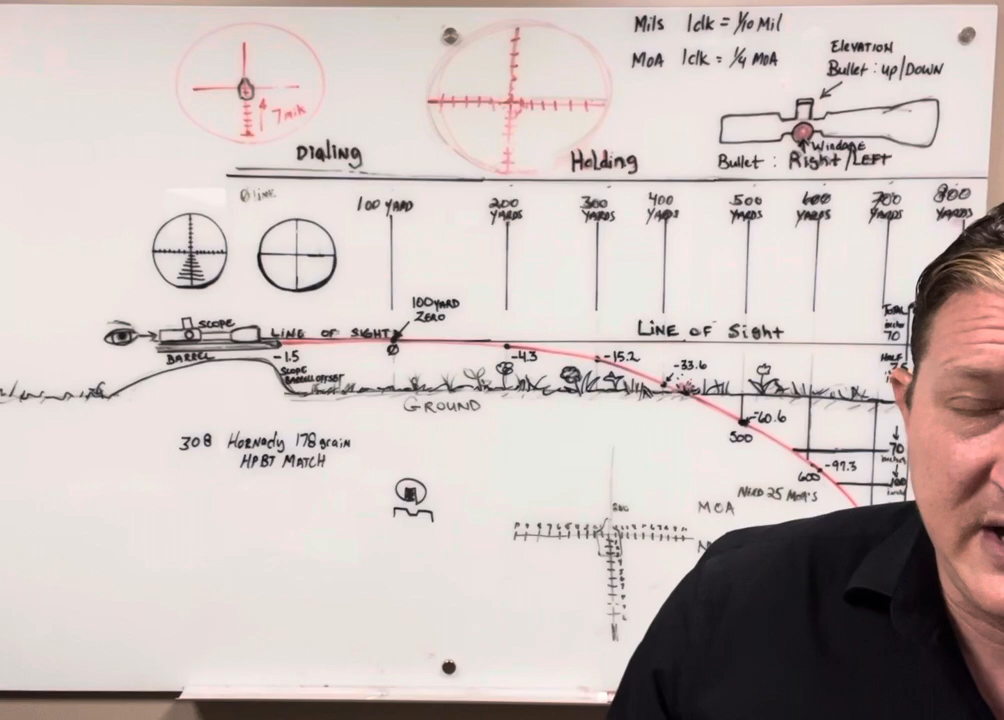 Mils 1clk = 1/10 Mil
MOA 1clk = 1/4 MOA
ELEVATION
Bullet: up/DOWN
Windage
Bullet: Right/LEFT
7 mils
Dialing
Holding
100 YARD
200 YARDS
300 YARDS
400 YARDS
500 YARDS
600 YARDS
700 YARDS
800 YARDS
100 YARD
ZERO
SCOPE
LINE OF SIGHT
Line of Sight
BARREL
-1.5
SCOPE
BARREL OFFSET
Ø
-4.3
-15.2
-33.6
-60.6
500
-97.3
600
TOTAL
70
HALF
GROUND
308 Hornady 178 grain
HPBT MATCH
70
100
NEED 25 MOA'S
MOA